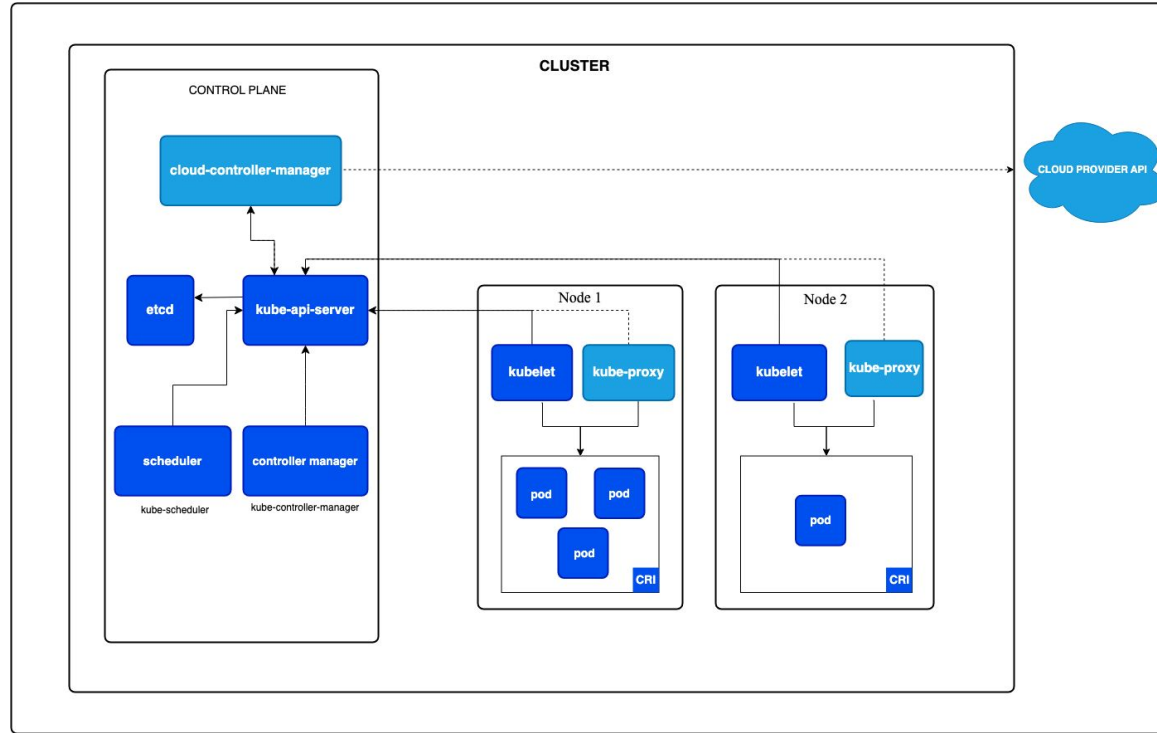 CLUSTER
CONTROL PLANE
cloud-controller-manager
CLOUD PROVIDER API
etcd
kube-api-server
scheduler
kube-scheduler
controller manager
kube-controller-manager
Node 1
kubelet
kube-proxy
pod
pod
pod
CRI
Node 2
kubelet
kube-proxy
pod
CRI